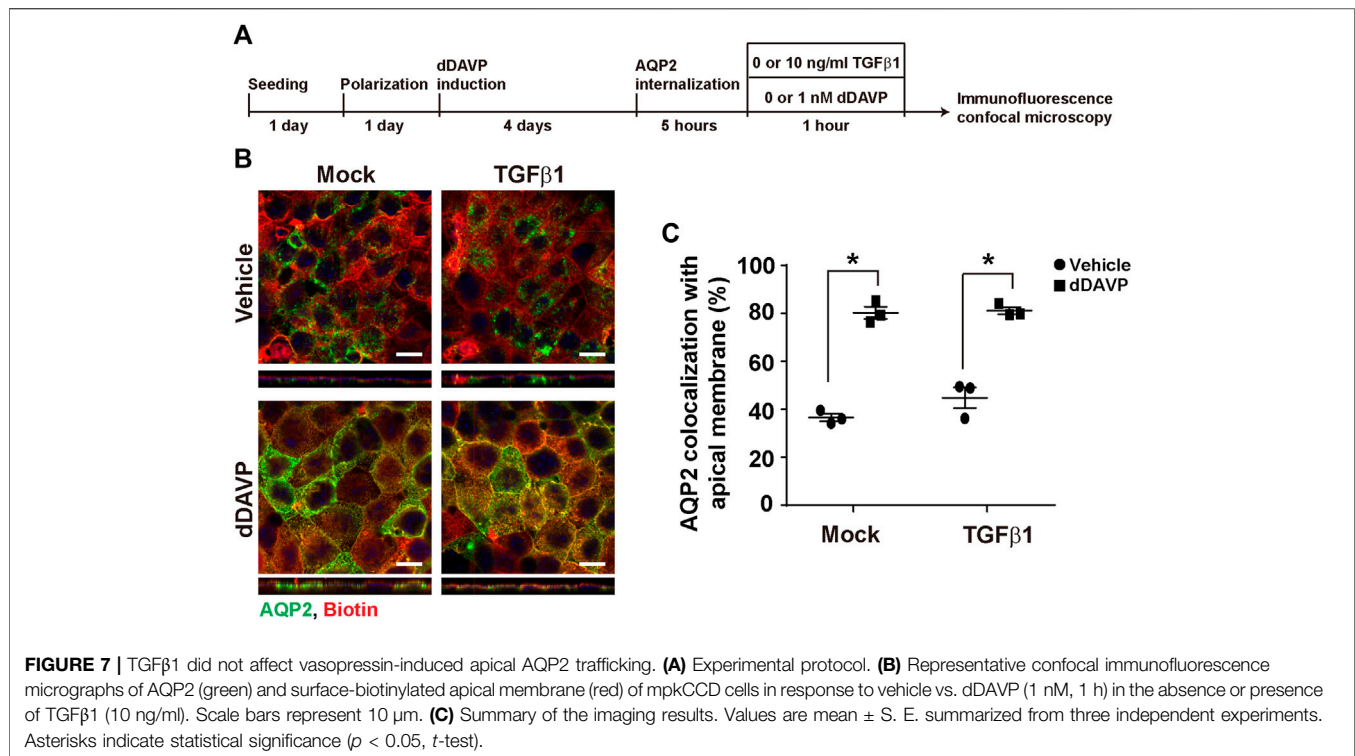 A
Seeding
Polarization
dDAVP
induction
AQP2
internalization
0 or 10 ng/ml TGFβ1
0 or 1 nM dDAVP
1 day
1 day
4 days
5 hours
1 hour
Immunofluorescence
confocal microscopy
B
Mock
TGFβ1
Vehicle
dDAVP
AQP2, Biotin
C
AQP2 colocalization with
apical membrane (%)
100
80
60
40
20
0
*
*
Vehicle
dDAVP
Mock
TGFβ1
FIGURE 7 | TGFβ1 did not affect vasopressin-induced apical AQP2 trafficking. (A) Experimental protocol. (B) Representative confocal immunofluorescence
micrographs of AQP2 (green) and surface-biotinylated apical membrane (red) of mpkCCD cells in response to vehicle vs. dDAVP (1 nM, 1 h) in the absence or presence
of TGFβ1 (10 ng/ml). Scale bars represent 10 μm. (C) Summary of the imaging results. Values are mean ± S. E. summarized from three independent experiments.
Asterisks indicate statistical significance (p < 0.05, t-test).